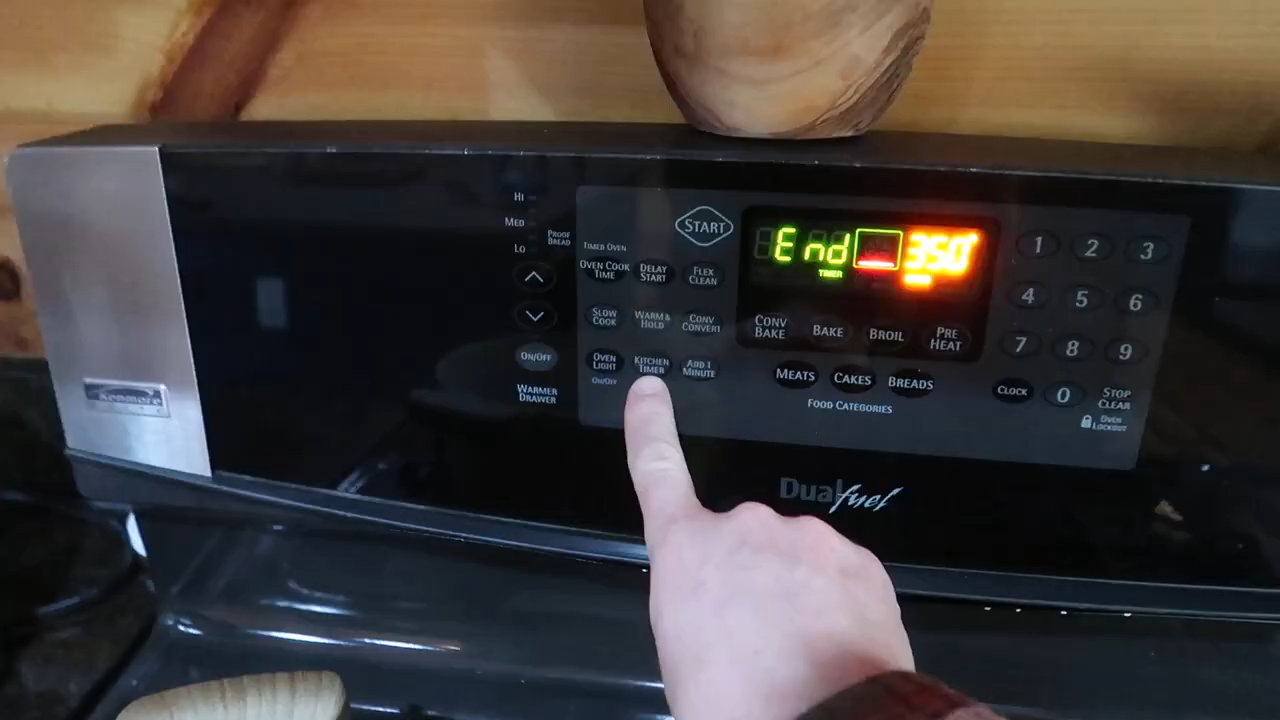 Kenmore
HI
MED
LO
PROOF
BREAD
ON/OFF
WARMER
DRAWER
TIMED OVEN
OVEN COOK
TIME
DELAY
START
FLEX
CLEAN
SLOW
COOK
WARM &
HOLD
CONV
CONVERT
OVEN
LIGHT
ON/OFF
KITCHEN
TIMER
ADD 1
MINUTE
START
End
TIMER
350°
CONV
BAKE
BAKE
BROIL
PRE
HEAT
MEATS
CAKES
BREADS
FOOD CATEGORIES
1 2 3
4 5 6
7 8 9
CLOCK
0
STOP
CLEAR
OVEN
LOCKOUT
Dual fuel